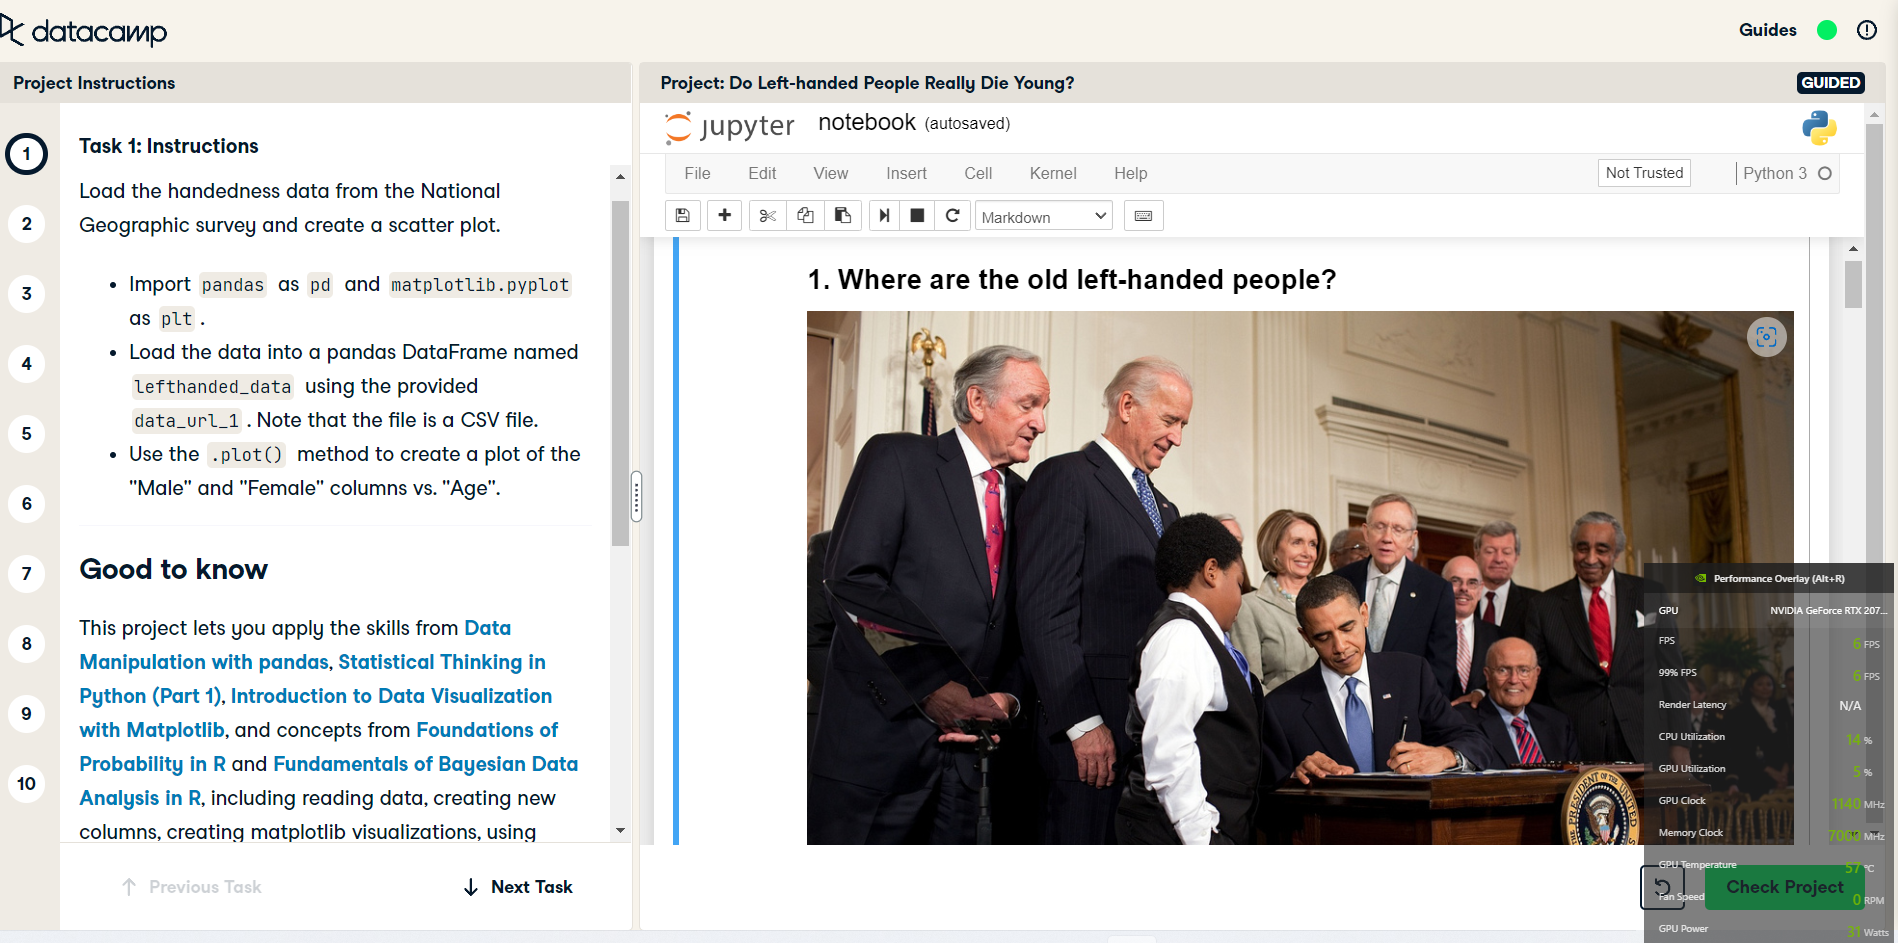 datacamp
Guides
Project Instructions
1
2
3
4
5
6
7
8
9
10
Task 1: Instructions
Load the handedness data from the National
Geographic survey and create a scatter plot.
• Import pandas as pd and matplotlib.pyplot
as plt .
• Load the data into a pandas DataFrame named
lefthanded_data using the provided
data_url_1 . Note that the file is a CSV file.
• Use the .plot() method to create a plot of the
"Male" and "Female" columns vs. "Age".
Good to know
This project lets you apply the skills from Data
Manipulation with pandas, Statistical Thinking in
Python (Part 1), Introduction to Data Visualization
with Matplotlib, and concepts from Foundations of
Probability in R and Fundamentals of Bayesian Data
Analysis in R, including reading data, creating new
columns, creating matplotlib visualizations, using
Previous Task
Next Task
Project: Do Left-handed People Really Die Young?
GUIDED
jupyter notebook (autosaved)
File Edit View Insert Cell Kernel Help
Not Trusted
Python 3
Markdown
1. Where are the old left-handed people?
Performance Overlay (Alt+R)
GPU NVIDIA GeForce RTX 207...
FPS 6 FPS
99% FPS 6 FPS
Render Latency N/A
CPU Utilization 14 %
GPU Utilization 5 %
GPU Clock 1140 MHz
Memory Clock 7000 MHz
GPU Temperature 57 °C
Fan Speed 0 RPM
GPU Power 31 Watts
Check Project